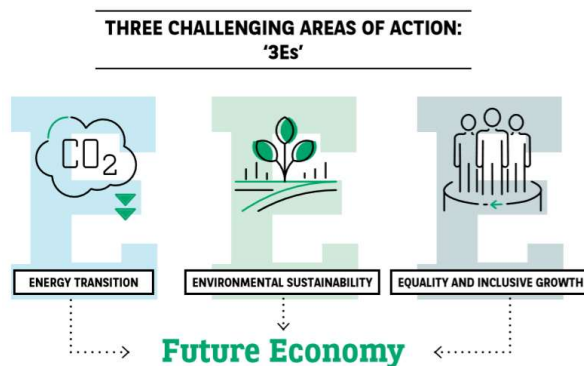 THREE CHALLENGING AREAS OF ACTION:
‘3Es’
E
E
E
CO2
ENERGY TRANSITION
ENVIRONMENTAL SUSTAINABILITY
EQUALITY AND INCLUSIVE GROWTH
Future Economy